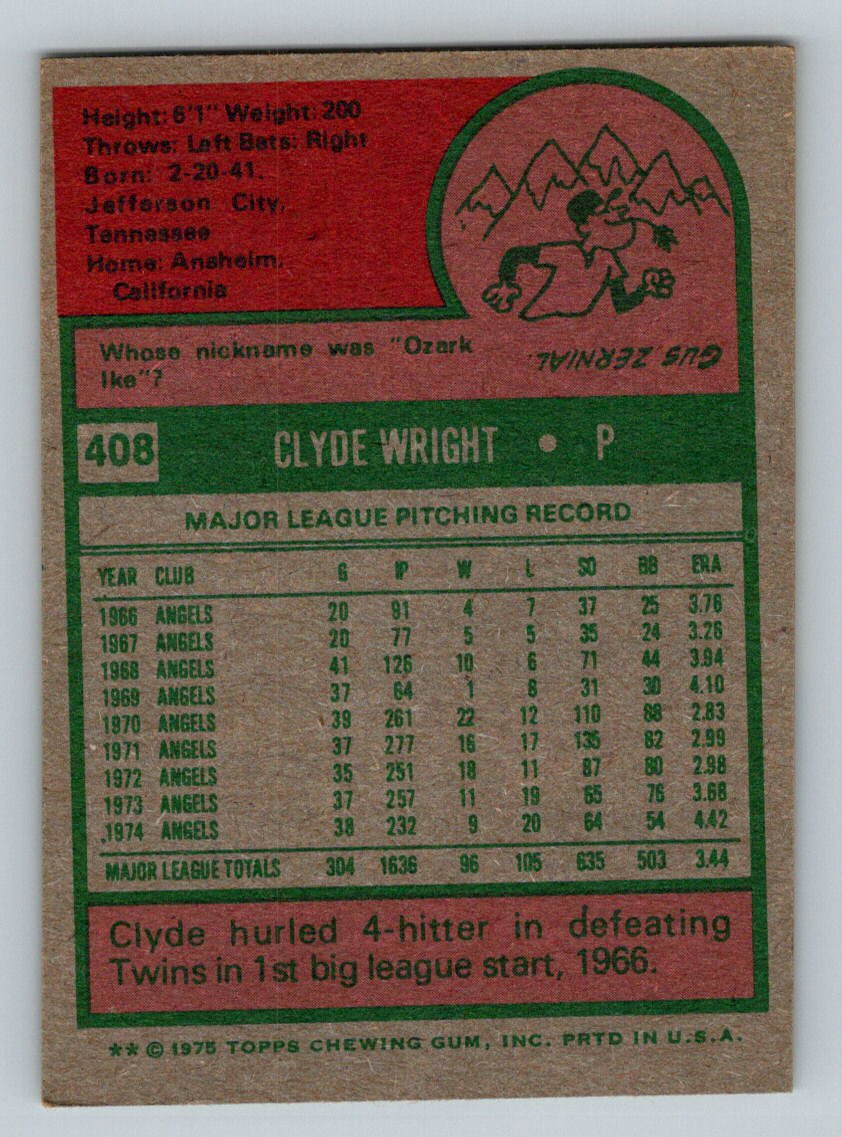 Height: 6'1" Weight: 200
Throws: Left Bats: Right
Born: 2-20-41.
Jefferson City,
Tennessee
Home: Anaheim,
California
Whose nickname was "Ozark
Ike"?
GUS ZERNIAL.
408 CLYDE WRIGHT • P
MAJOR LEAGUE PITCHING RECORD
YEAR CLUB G IP W L SO BB ERA
1966 ANGELS 20 91 4 7 37 25 3.76
1967 ANGELS 20 77 5 5 35 24 3.26
1968 ANGELS 41 126 10 6 71 44 3.94
1969 ANGELS 37 64 1 8 31 30 4.10
1970 ANGELS 39 261 22 12 110 88 2.83
1971 ANGELS 37 277 16 17 135 82 2.99
1972 ANGELS 35 251 18 11 87 80 2.98
1973 ANGELS 37 257 11 19 65 76 3.68
1974 ANGELS 38 232 9 20 64 54 4.42
MAJOR LEAGUE TOTALS 304 1636 96 105 635 503 3.44
Clyde hurled 4-hitter in defeating
Twins in 1st big league start, 1966.
** © 1975 TOPPS CHEWING GUM, INC. PRTD IN U.S.A.